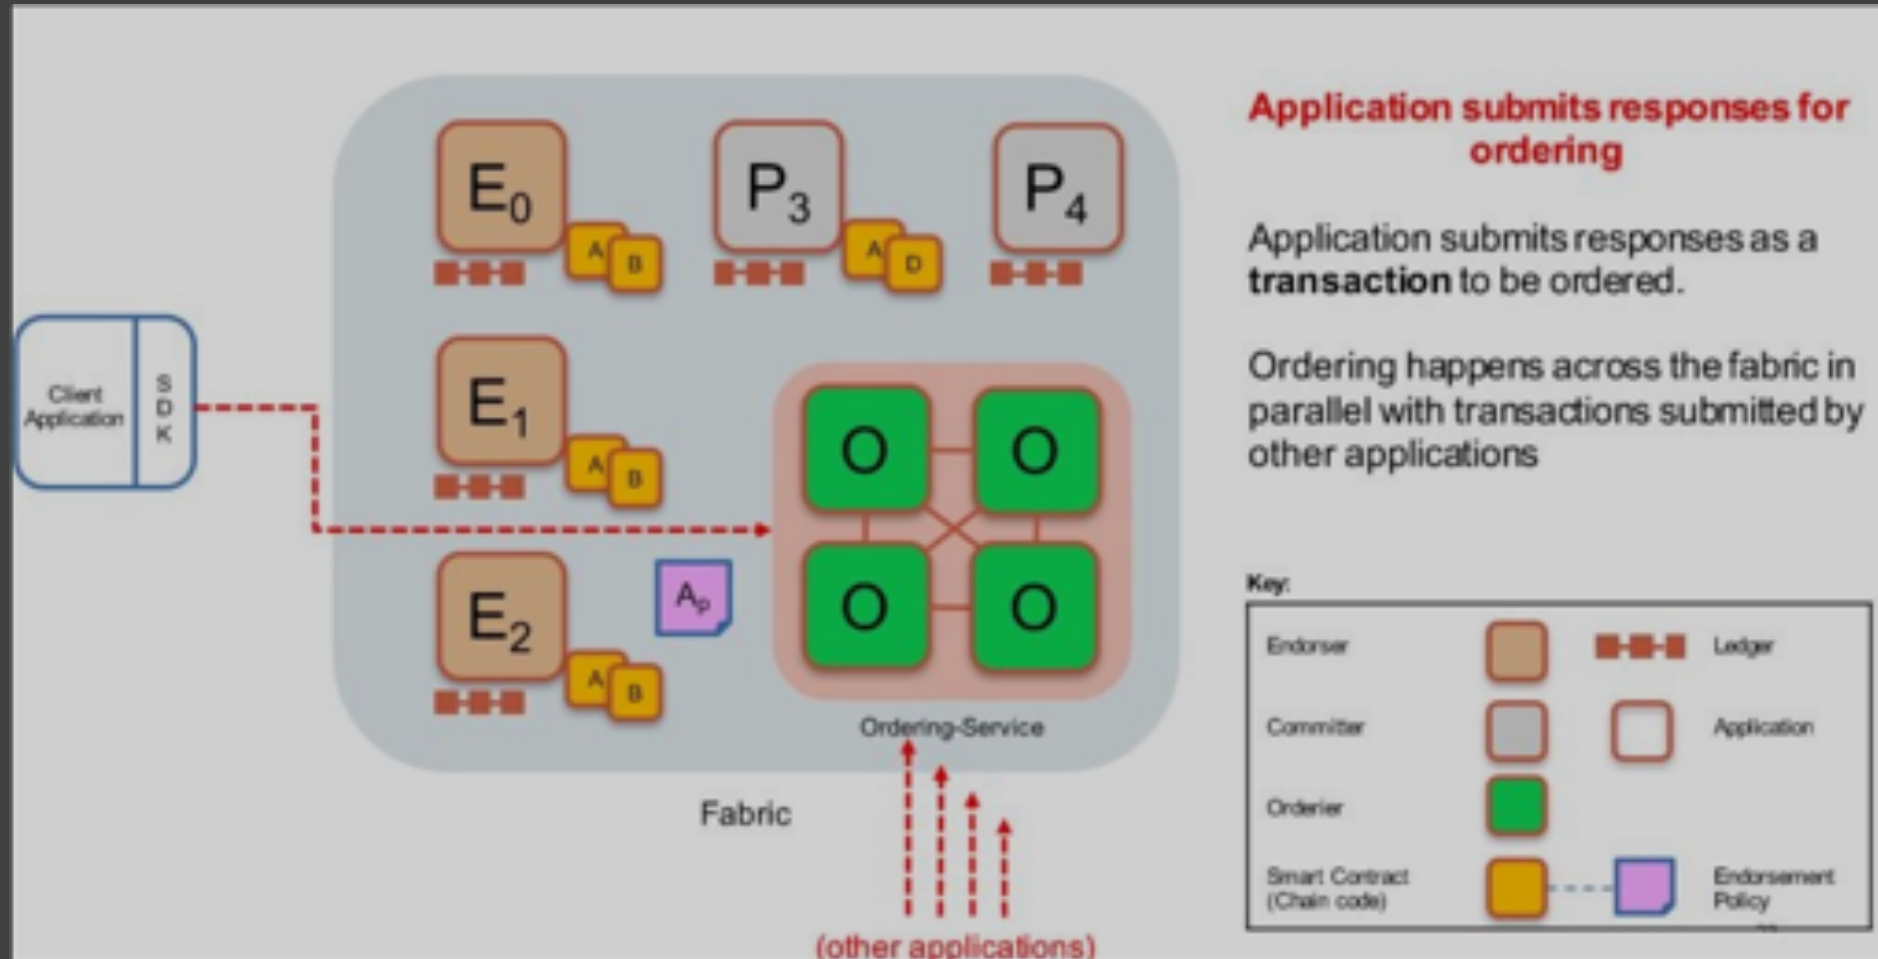 Application submits responses for
ordering
Application submits responses as a
transaction to be ordered.
Ordering happens across the fabric in
parallel with transactions submitted by
other applications
E0
A
B
P3
A
D
P4
Client
Application
S
D
K
E1
A
B
E2
A
B
Ap
O
O
O
O
Ordering-Service
Fabric
(other applications)
Key:
Endorser
Ledger
Committer
Application
Orderier
Smart Contract
(Chain code)
Endorsement
Policy